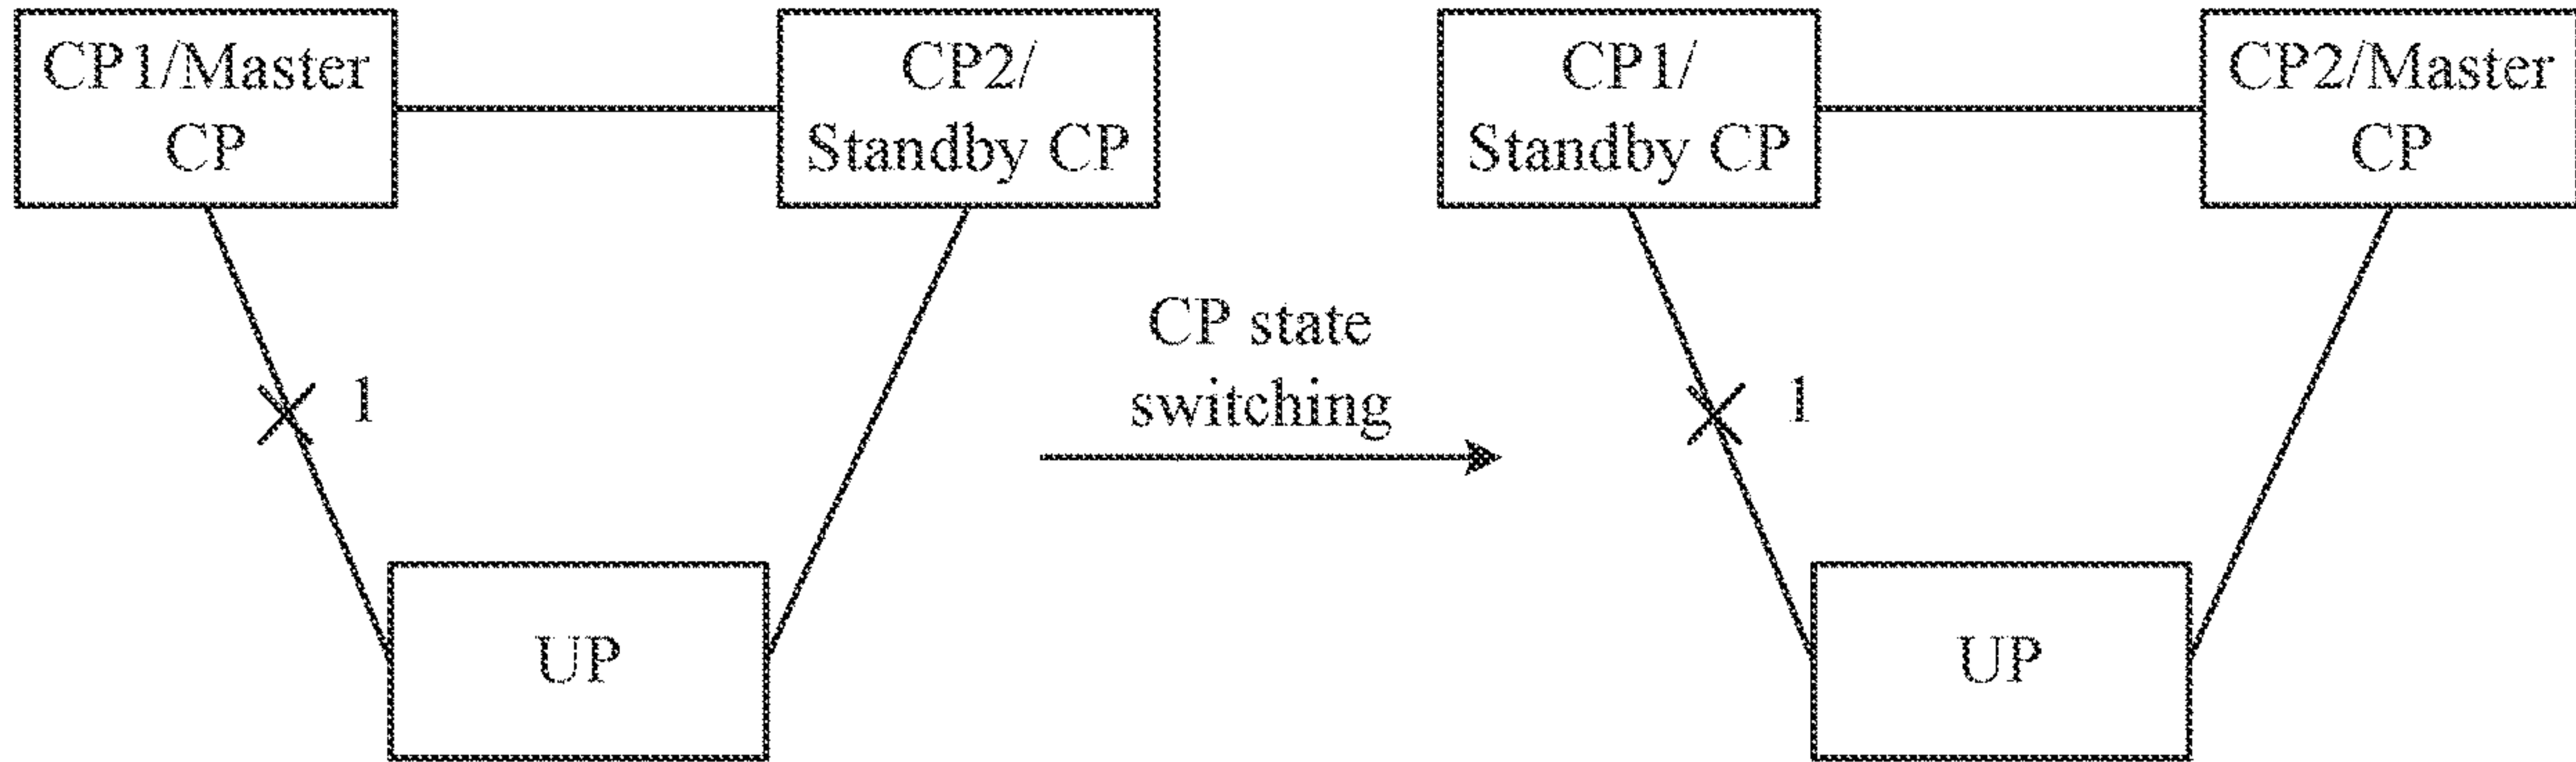 CP1/Master
CP
CP2/
Standby CP
1
UP
CP state
switching
CP1/
Standby CP
CP2/Master
CP
1
UP